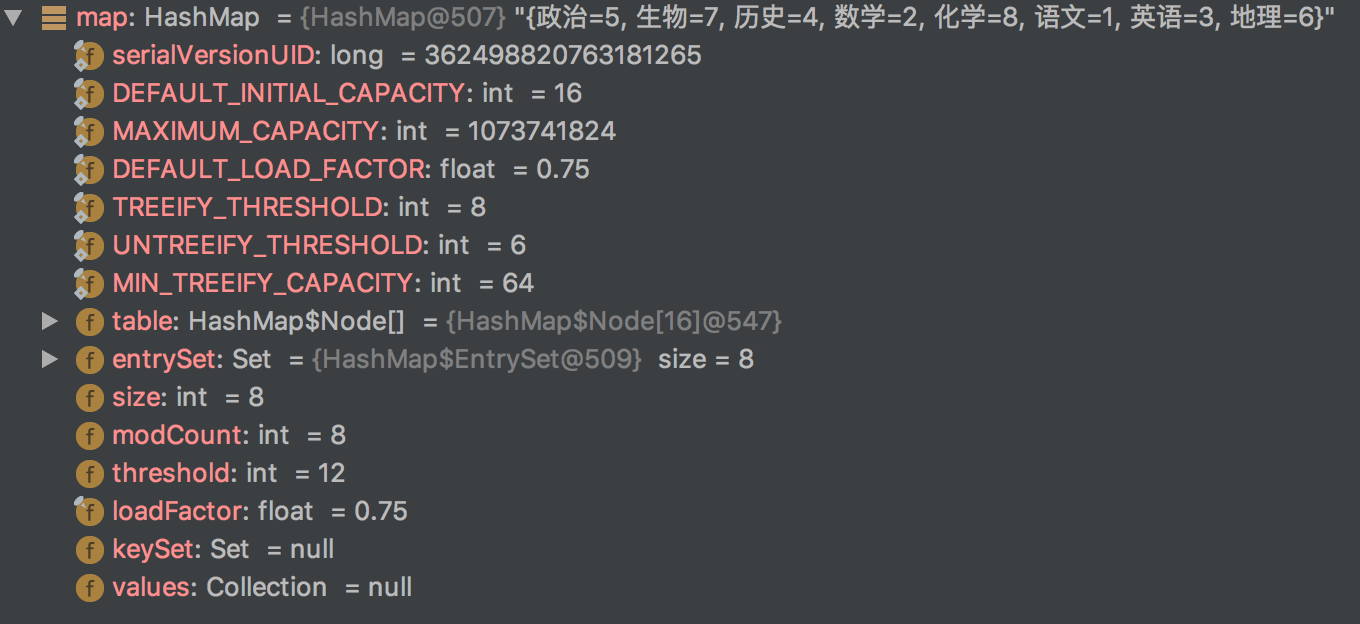 map: HashMap = {HashMap@507} "{政治=5, 生物=7, 历史=4, 数学=2, 化学=8, 语文=1, 英语=3, 地理=6}"
f serialVersionUID: long = 362498820763181265
f DEFAULT_INITIAL_CAPACITY: int = 16
f MAXIMUM_CAPACITY: int = 1073741824
f DEFAULT_LOAD_FACTOR: float = 0.75
f TREEIFY_THRESHOLD: int = 8
f UNTREEIFY_THRESHOLD: int = 6
f MIN_TREEIFY_CAPACITY: int = 64
f table: HashMap$Node[] = {HashMap$Node[16]@547}
f entrySet: Set = {HashMap$EntrySet@509} size = 8
f size: int = 8
f modCount: int = 8
f threshold: int = 12
f loadFactor: float = 0.75
f keySet: Set = null
f values: Collection = null